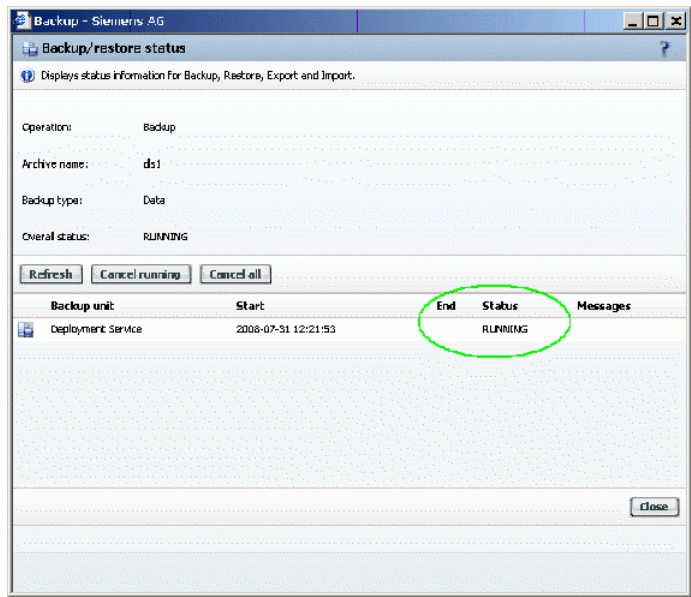 Backup - Siemens AG
Backup/restore status
?
Displays status information for Backup, Restore, Export and Import.
Operation: Backup
Archive name: dls1
Backup type: Data
Overall status: RUNNING
Refresh Cancel running Cancel all
Backup unit Start End Status Messages
Deployment Service 2008-07-31 12:21:53 RUNNING
Close